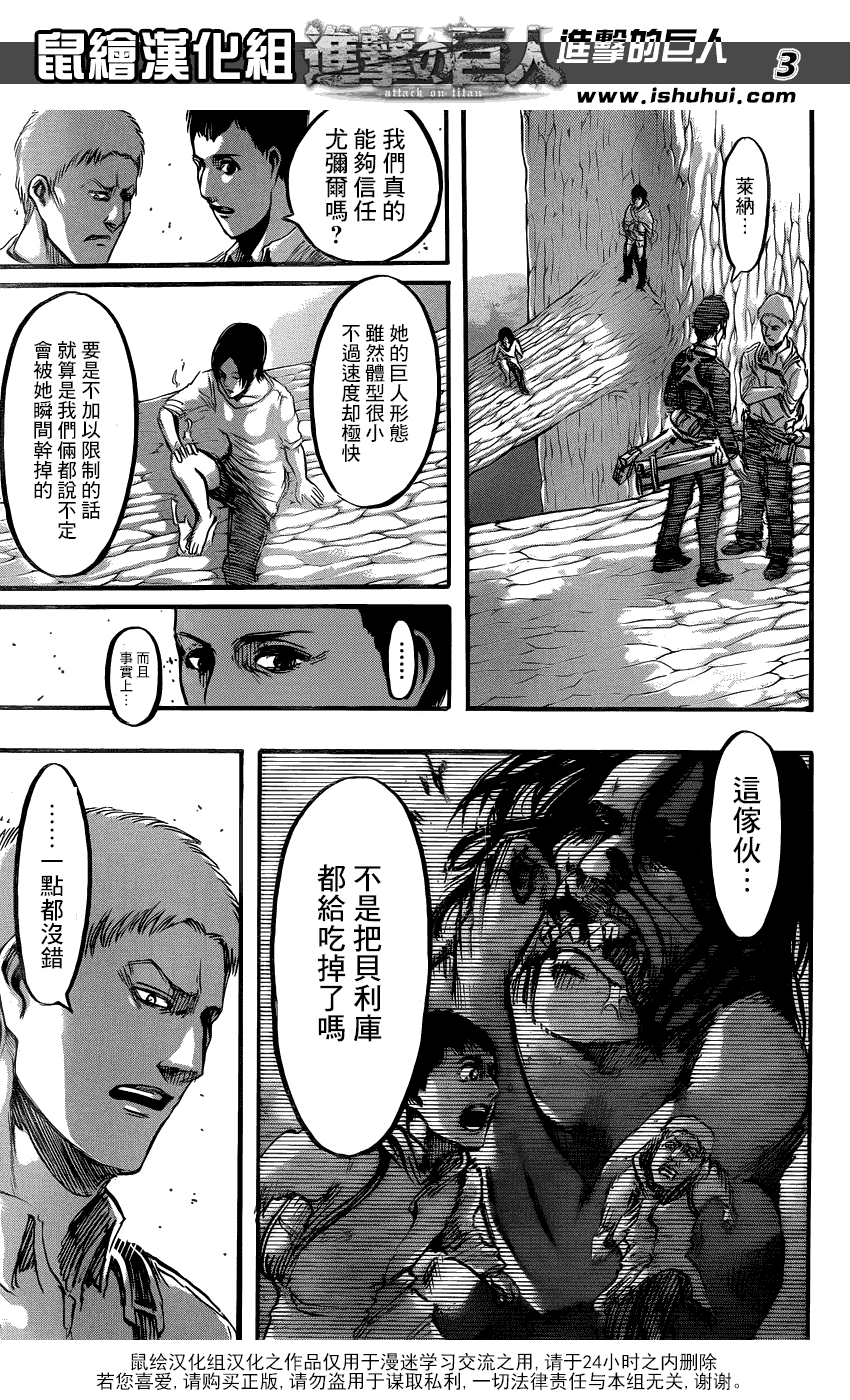 鼠繪漢化組
進撃の巨人
attack on titan
進擊的巨人
3
www.ishuhui.com
萊納…
我們真的
能夠信任
尤彌爾嗎?
她的巨人形態
雖然體型很小
不過速度却極快
要是不加以限制的話
就算是我們倆都說不定
會被她瞬間幹掉的
……
而且
事實上…
這傢伙…
不是把貝利庫
都給吃掉了嗎
……一點都沒錯
鼠绘汉化组汉化之作品仅用于漫迷学习交流之用, 请于24小时之内删除
若您喜爱, 请购买正版, 请勿盗用于谋取私利, 一切法律责任与本组无关, 谢谢。